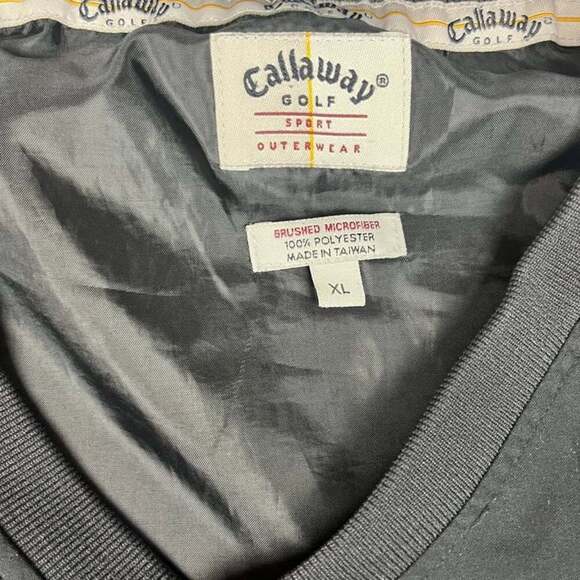 Callaway
GOLF
Callaway
GOLF
Callaway®
GOLF
SPORT
OUTERWEAR
BRUSHED MICROFIBER
100% POLYESTER
MADE IN TAIWAN
XL